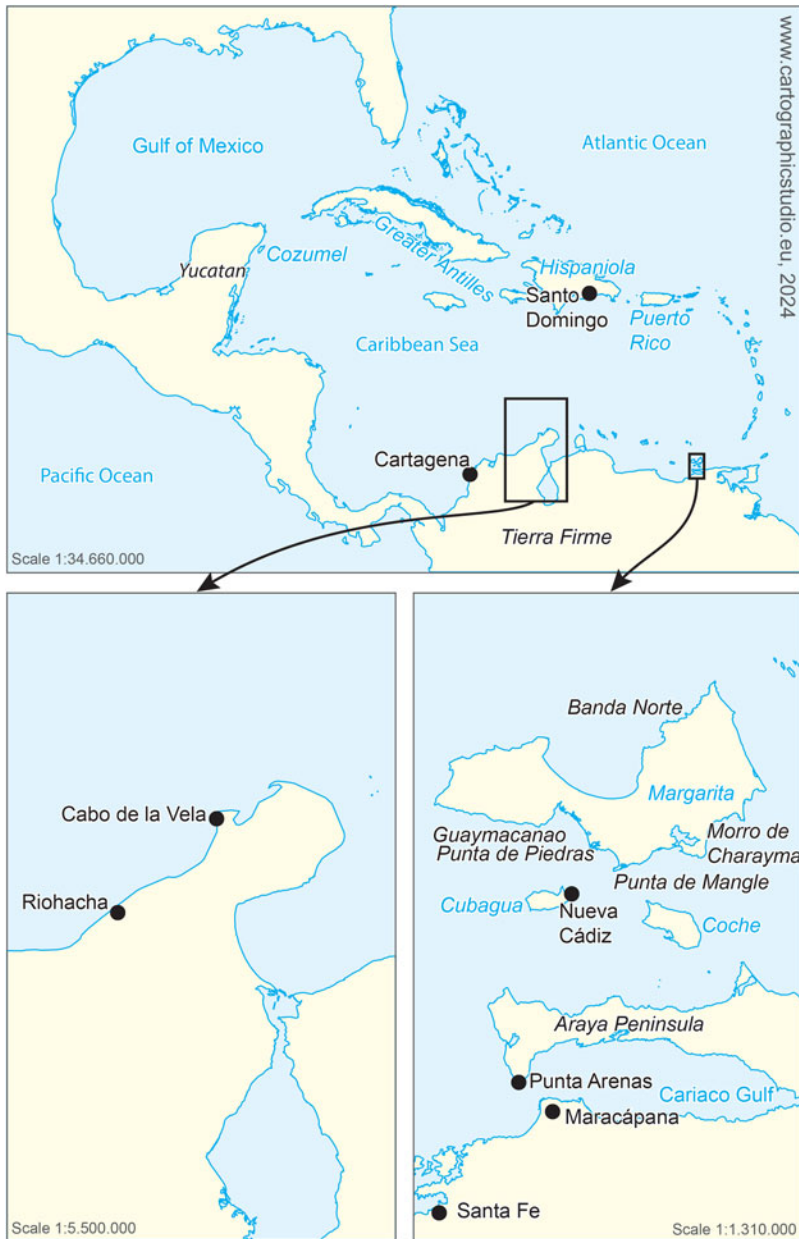 www.cartographicstudio.eu, 2024
Gulf of Mexico
Atlantic Ocean
Yucatan
Cozumel
Greater Antilles
Hispaniola
Santo
Domingo
Puerto
Rico
Caribbean Sea
Cartagena
Pacific Ocean
Tierra Firme
Scale 1:34.660.000
Cabo de la Vela
Riohacha
Scale 1:5.500.000
Banda Norte
Margarita
Guaymacanao
Punta de Piedras
Morro de
Charayma
Punta de Mangle
Cubagua
Nueva
Cádiz
Coche
Araya Peninsula
Punta Arenas
Cariaco Gulf
Maracápana
Santa Fe
Scale 1:1.310.000